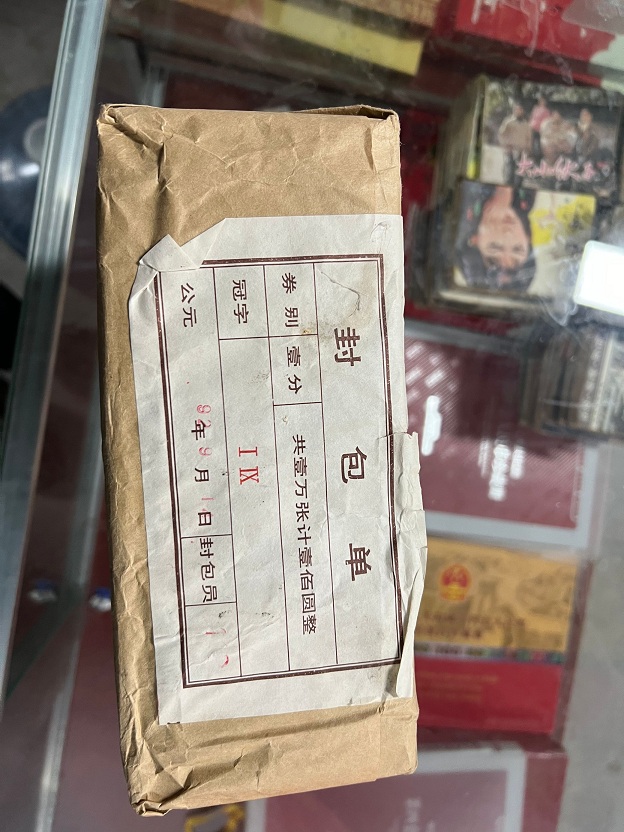 封包单
券别 壹分 共壹万张计壹佰圆整
冠字 I IX
公元 年 月 日 封包员